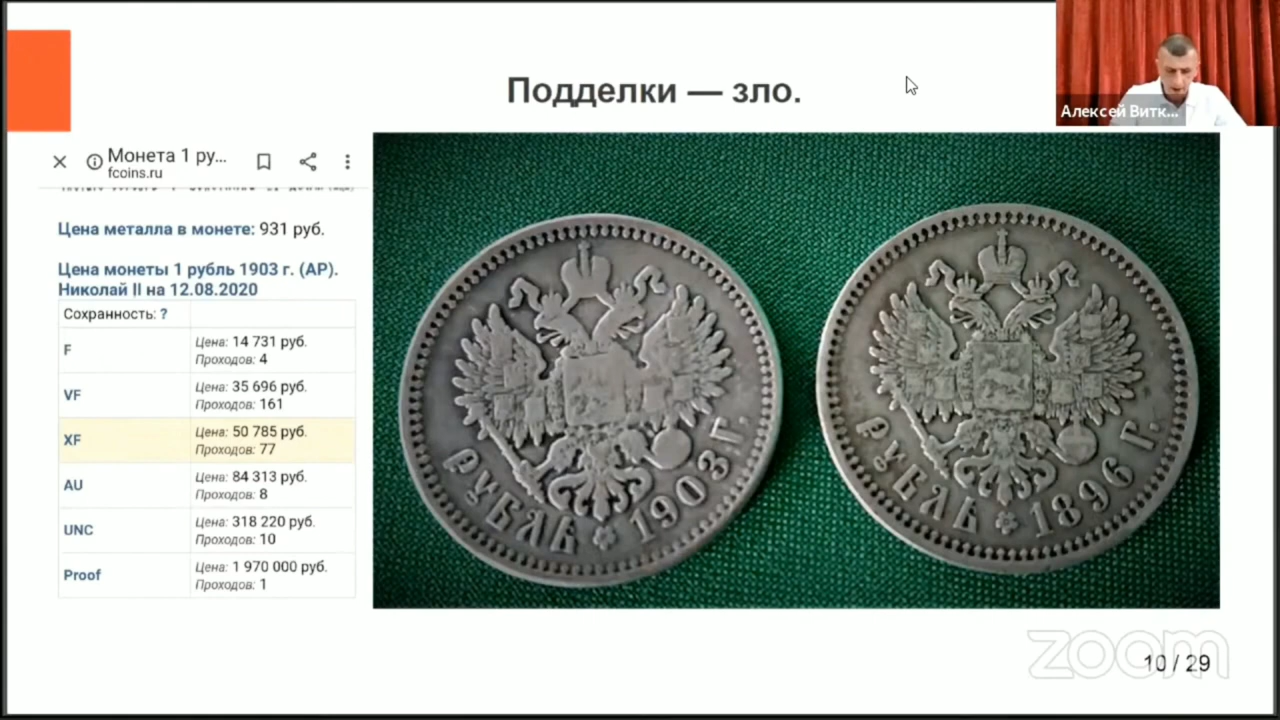 Подделки — зло.
Алексей Витк...
Монета 1 ру...
fcoins.ru
Цена металла в монете: 931 руб.
Цена монеты 1 рубль 1903 г. (АР).
Николай II на 12.08.2020
Сохранность: ?
F
Цена: 14 731 руб.
Проходов: 4
VF
Цена: 35 696 руб.
Проходов: 161
XF
Цена: 50 785 руб.
Проходов: 77
AU
Цена: 84 313 руб.
Проходов: 8
UNC
Цена: 318 220 руб.
Проходов: 10
Proof
Цена: 1 970 000 руб.
Проходов: 1
РУБЛЬ 1903 Г.
РУБЛЬ 1896 Г.
zoom
10 / 29